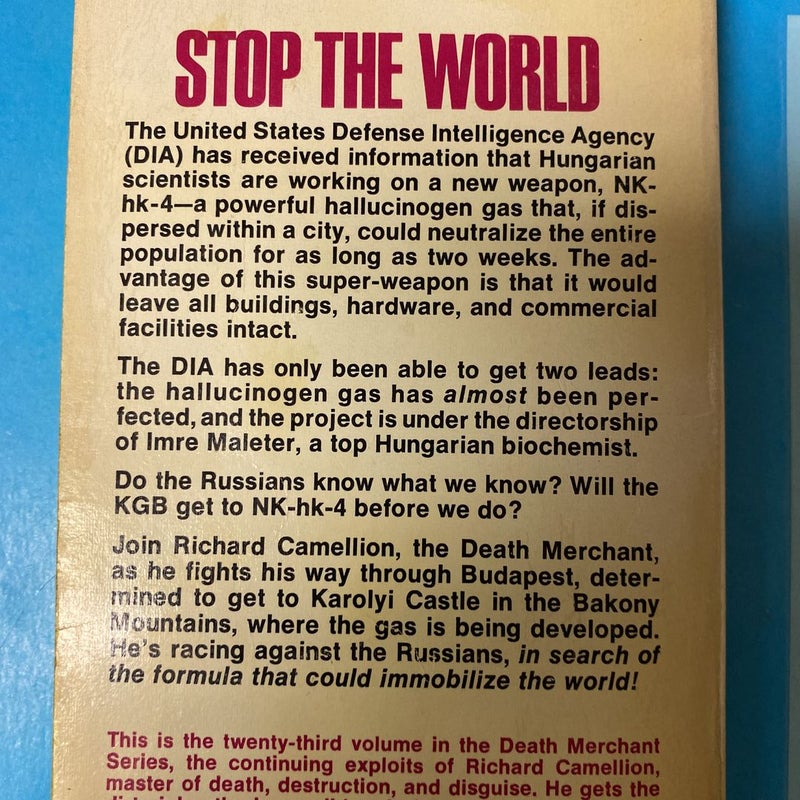 STOP THE WORLD
The United States Defense Intelligence Agency
(DIA) has received information that Hungarian
scientists are working on a new weapon, NK-
hk-4—a powerful hallucinogen gas that, if dis-
persed within a city, could neutralize the entire
population for as long as two weeks. The ad-
vantage of this super-weapon is that it would
leave all buildings, hardware, and commercial
facilities intact.
The DIA has only been able to get two leads:
the hallucinogen gas has almost been per-
fected, and the project is under the directorship
of Imre Maleter, a top Hungarian biochemist.
Do the Russians know what we know? Will the
KGB get to NK-hk-4 before we do?
Join Richard Camellion, the Death Merchant,
as he fights his way through Budapest, deter-
mined to get to Karolyi Castle in the Bakony
Mountains, where the gas is being developed.
He's racing against the Russians, in search of
the formula that could immobilize the world!
This is the twenty-third volume in the Death Merchant
Series, the continuing exploits of Richard Camellion,
master of death, destruction, and disguise. He gets the